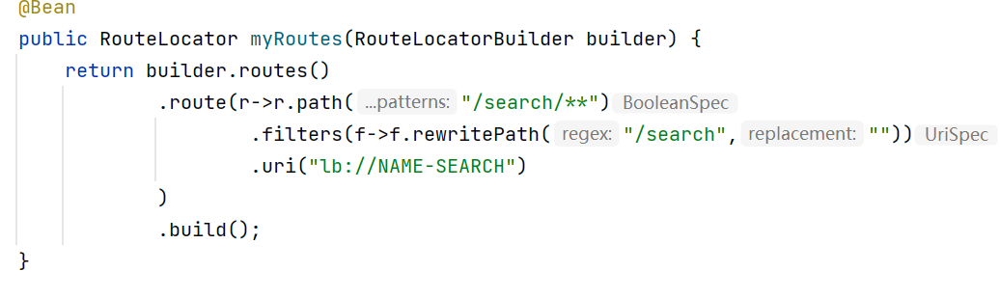 @Bean
public RouteLocator myRoutes(RouteLocatorBuilder builder) {
return builder.routes()
.route(r->r.path( ...patterns: "/search/**") BooleanSpec
.filters(f->f.rewritePath( regex: "/search", replacement: "")) UriSpec
.uri("lb://NAME-SEARCH")
)
.build();
}